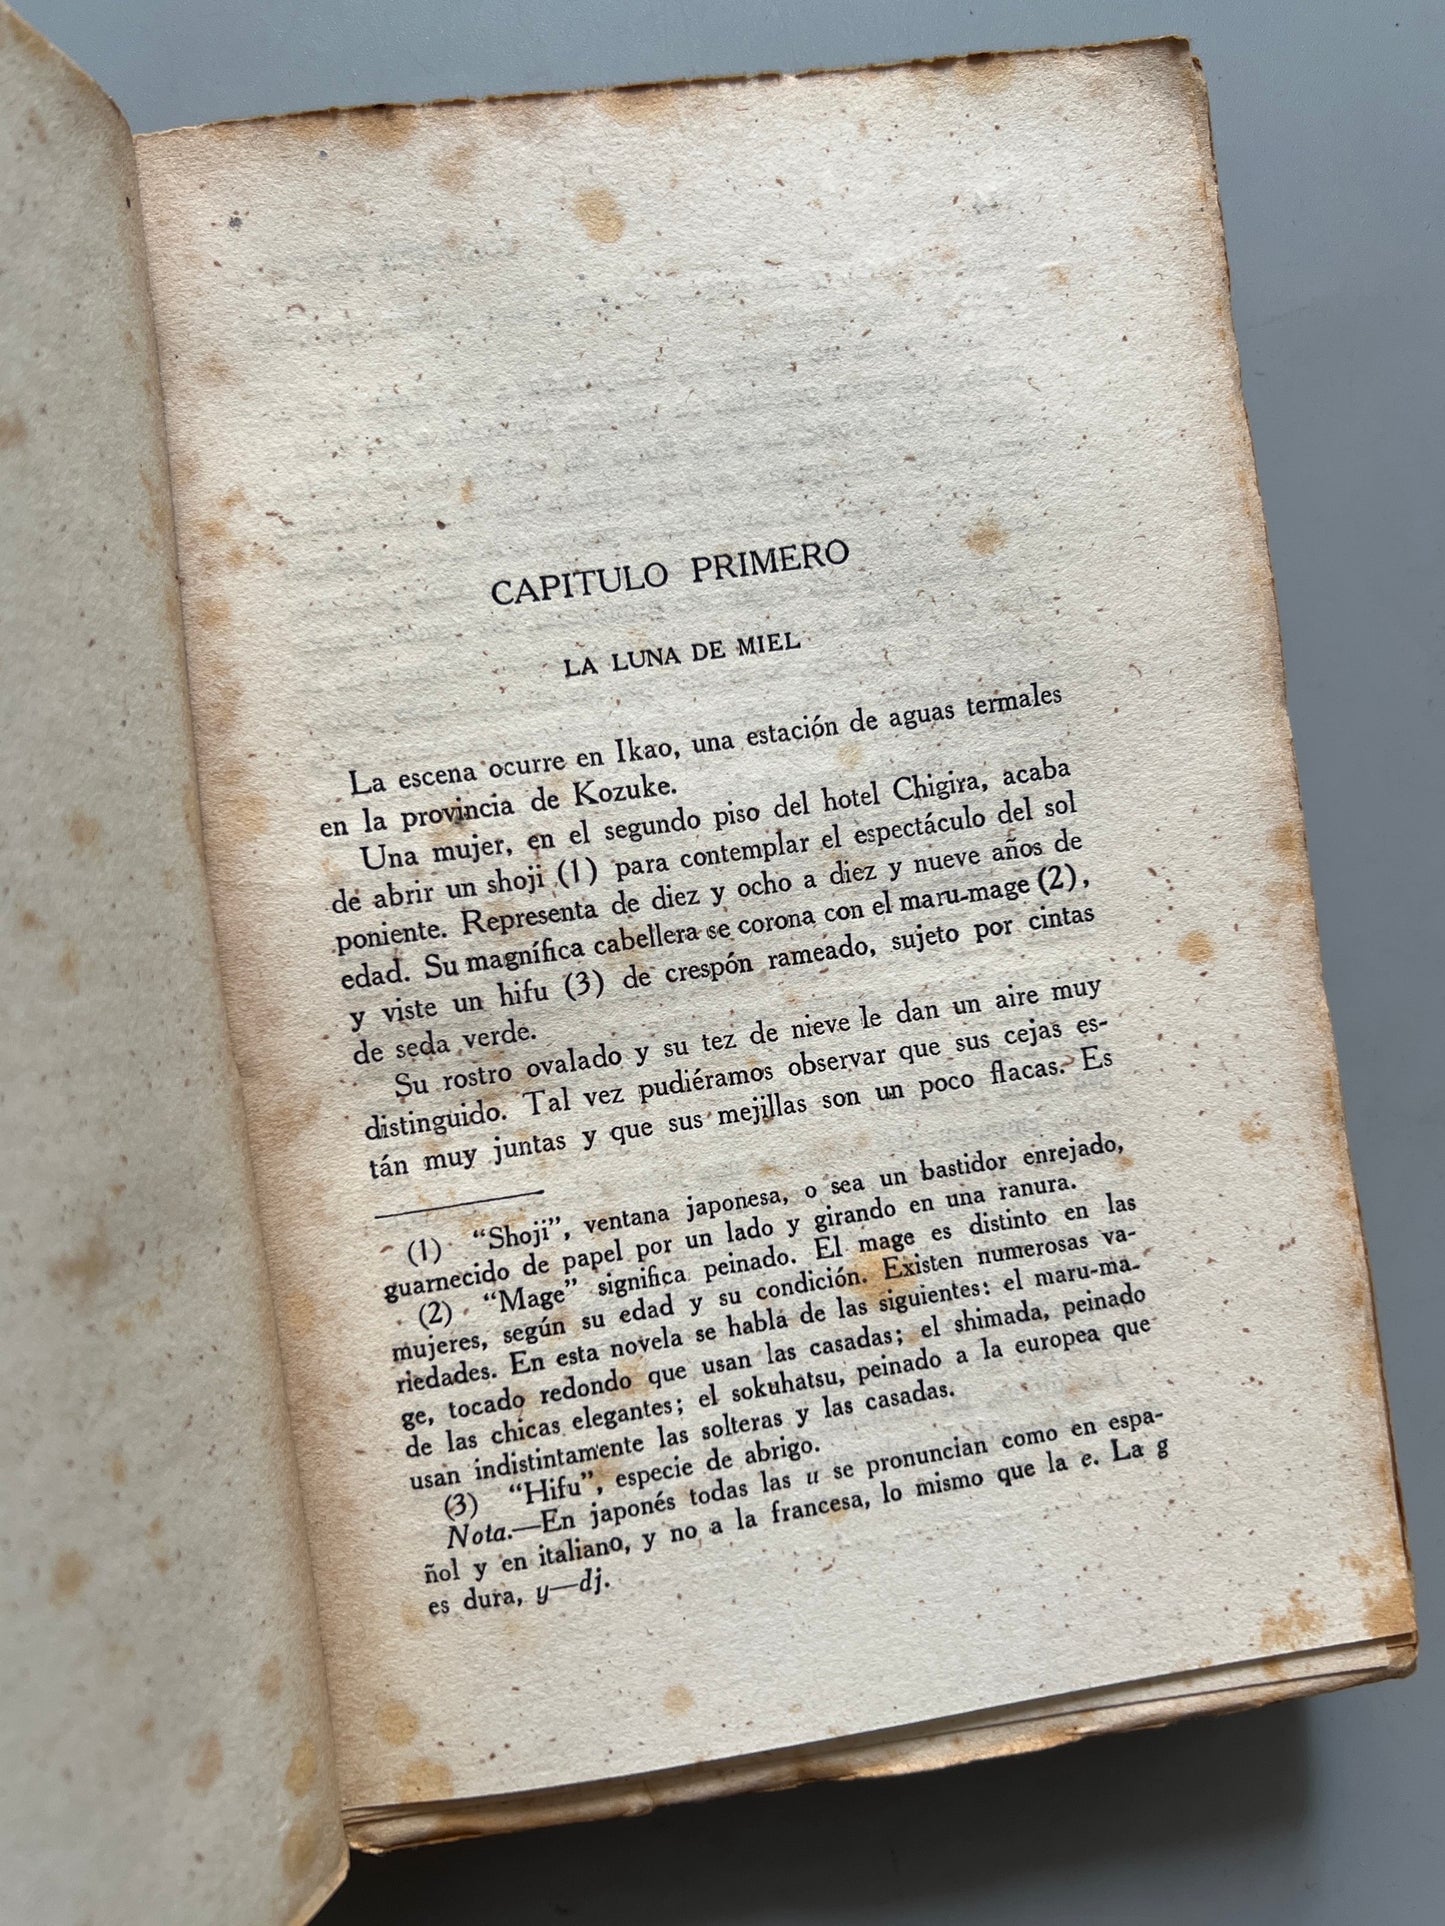 CAPITULO PRIMERO
LA LUNA DE MIEL
La escena ocurre en Ikao, una estación de aguas termales
en la provincia de Kozuke.
Una mujer, en el segundo piso del hotel Chigira, acaba
de abrir un shoji (1) para contemplar el espectáculo del sol
poniente. Representa de diez y ocho a diez y nueve años de
edad. Su magnífica cabellera se corona con el maru-mage (2),
y viste un hifu (3) de crespón rameado, sujeto por cintas
de seda verde.
Su rostro ovalado y su tez de nieve le dan un aire muy
distinguido. Tal vez pudiéramos observar que sus cejas es-
tán muy juntas y que sus mejillas son un poco flacas. Es
(1) "Shoji", ventana japonesa, o sea un bastidor enrejado,
guarnecido de papel por un lado y girando en una ranura.
(2) "Mage" significa peinado. El mage es distinto en las
mujeres, según su edad y su condición. Existen numerosas va-
riedades. En esta novela se habla de las siguientes: el maru-ma-
ge, tocado redondo que usan las casadas; el shimada, peinado
de las chicas elegantes; el sokuhatsu, peinado a la europea que
usan indistintamente las solteras y las casadas.
(3) "Hifu", especie de abrigo.
Nota.—En japonés todas las u se pronuncian como en espa-
ñol y en italiano, y no a la francesa, lo mismo que la e. La g
es dura, y—dj.